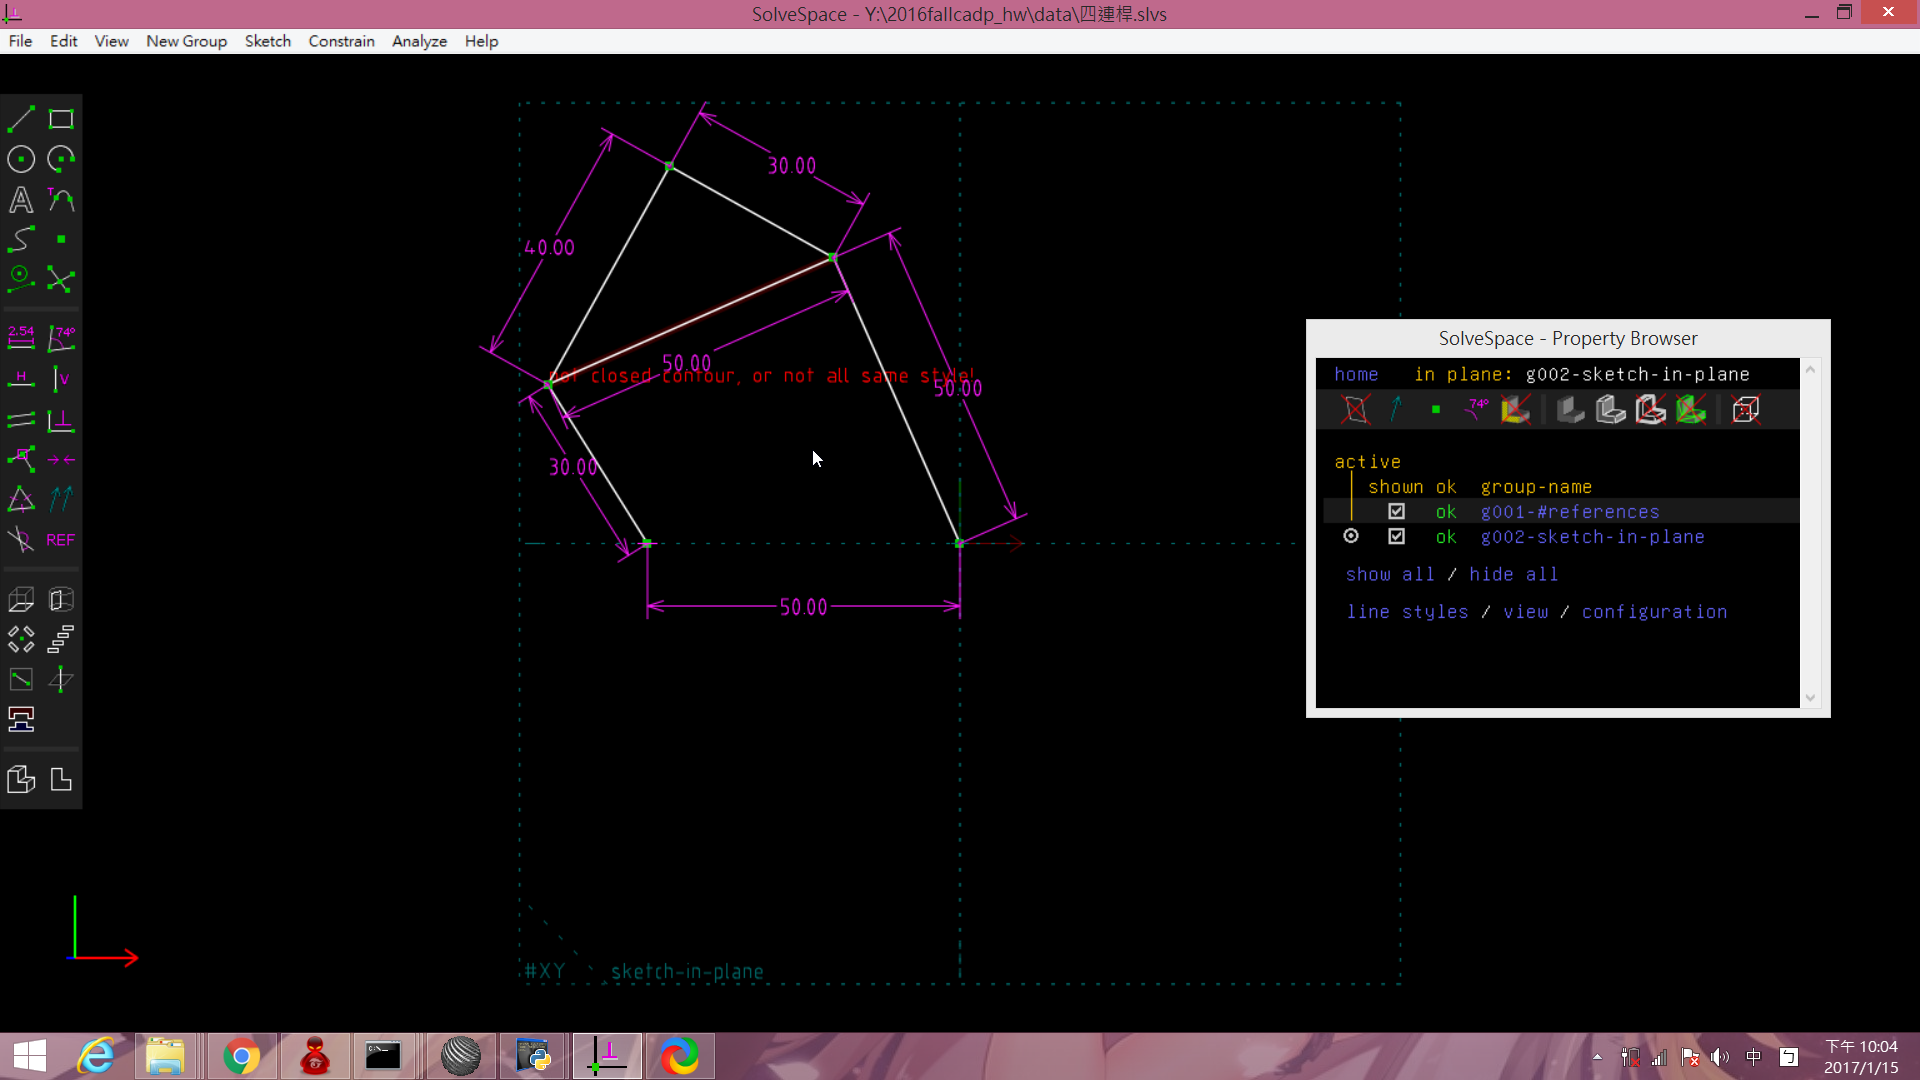 SolveSpace - Y:\2016fallcadp_hw\data\四連桿.slvs
File Edit View New Group Sketch Constrain Analyze Help
A T
2.54 74°
H V
REF
30.00
40.00
50.00
not closed contour, or not all same style!
50.00
30.00
50.00
#XY sketch-in-plane
SolveSpace - Property Browser
home in plane: g002-sketch-in-plane
74°
active
shown ok group-name
ok g001-#references
ok g002-sketch-in-plane
show all / hide all
line styles / view / configuration
中
下午 10:04
2017/1/15